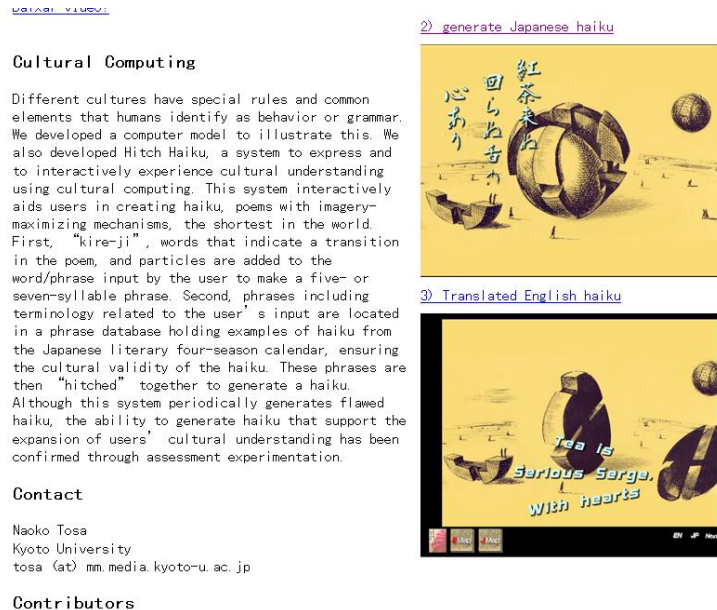 Cultural Computing
Different cultures have special rules and common
elements that humans identify as behavior or grammar.
We developed a computer model to illustrate this. We
also developed Hitch Haiku, a system to express and
to interactively experience cultural understanding
using cultural computing. This system interactively
aids users in creating haiku, poems with imagery-
maximizing mechanisms, the shortest in the world.
First, “kire-ji”, words that indicate a transition
in the poem, and particles are added to the
word/phrase input by the user to make a five- or
seven-syllable phrase. Second, phrases including
terminology related to the user’s input are located
in a phrase database holding examples of haiku from
the Japanese literary four-season calendar, ensuring
the cultural validity of the haiku. These phrases are
then “hitched” together to generate a haiku.
Although this system periodically generates flawed
haiku, the ability to generate haiku that support the
expansion of users’ cultural understanding has been
confirmed through assessment experimentation.
Contact
Naoko Tosa
Kyoto University
tosa (at) mm.media.kyoto-u.ac.jp
Contributors
2) generate Japanese haiku
紅茶来ね
回らね舌の
心あり
3) Translated English haiku
Tea is
Serious Serge.
With hearts
EN JP